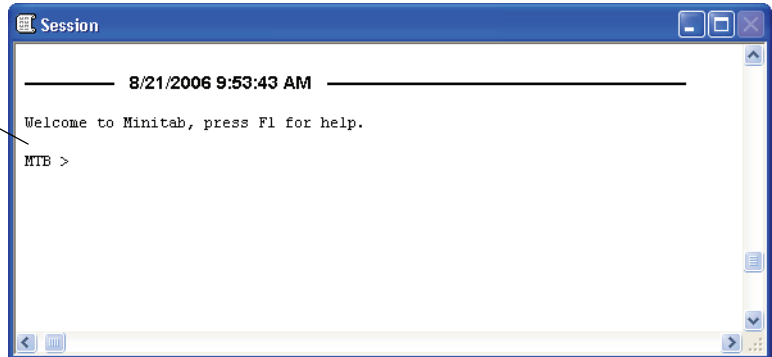 Session
8/21/2006 9:53:43 AM
Welcome to Minitab, press F1 for help.
MTB >